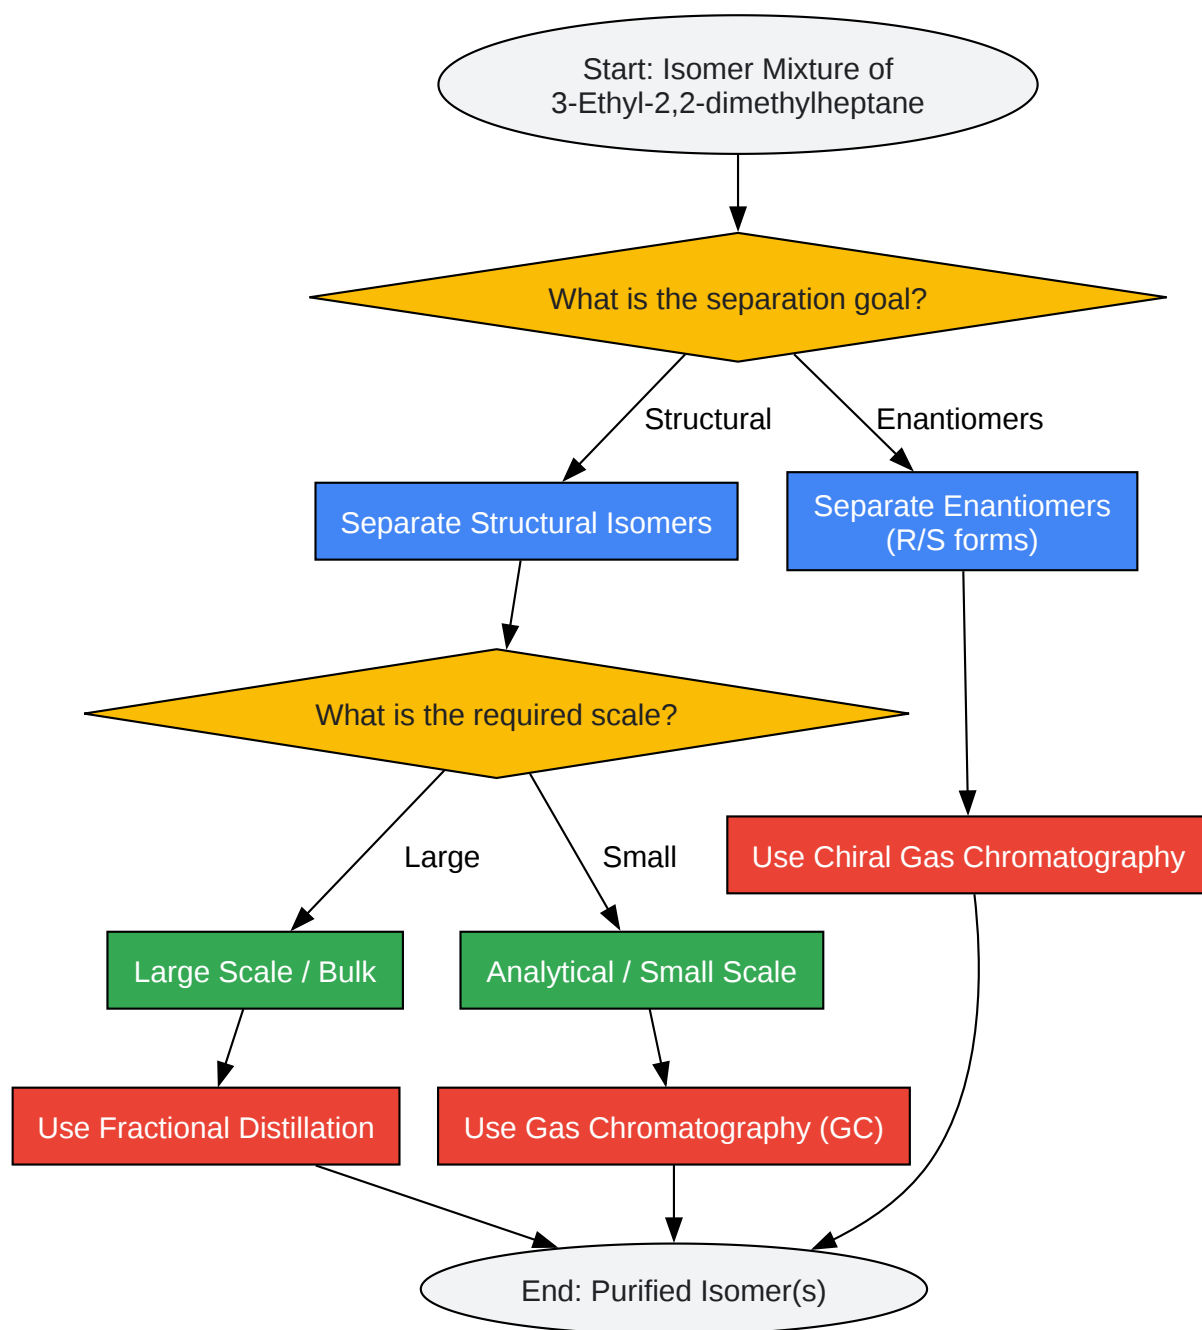 Start: Isomer Mixture of
3-Ethyl-2,2-dimethylheptane
What is the separation goal?
Structural
Enantiomers
Separate Structural Isomers
Separate Enantiomers
(R/S forms)
What is the required scale?
Large
Small
Use Chiral Gas Chromatography
Large Scale / Bulk
Analytical / Small Scale
Use Fractional Distillation
Use Gas Chromatography (GC)
End: Purified Isomer(s)